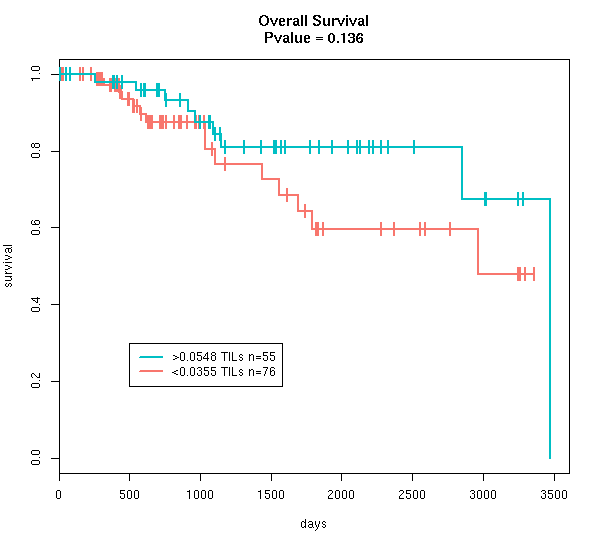 Overall Survival
Pvalue = 0.136
survival
1.0
0.8
0.6
0.4
0.2
0.0
>0.0548 TILs n=55
<0.0355 TILs n=76
0 500 1000 1500 2000 2500 3000 3500
days